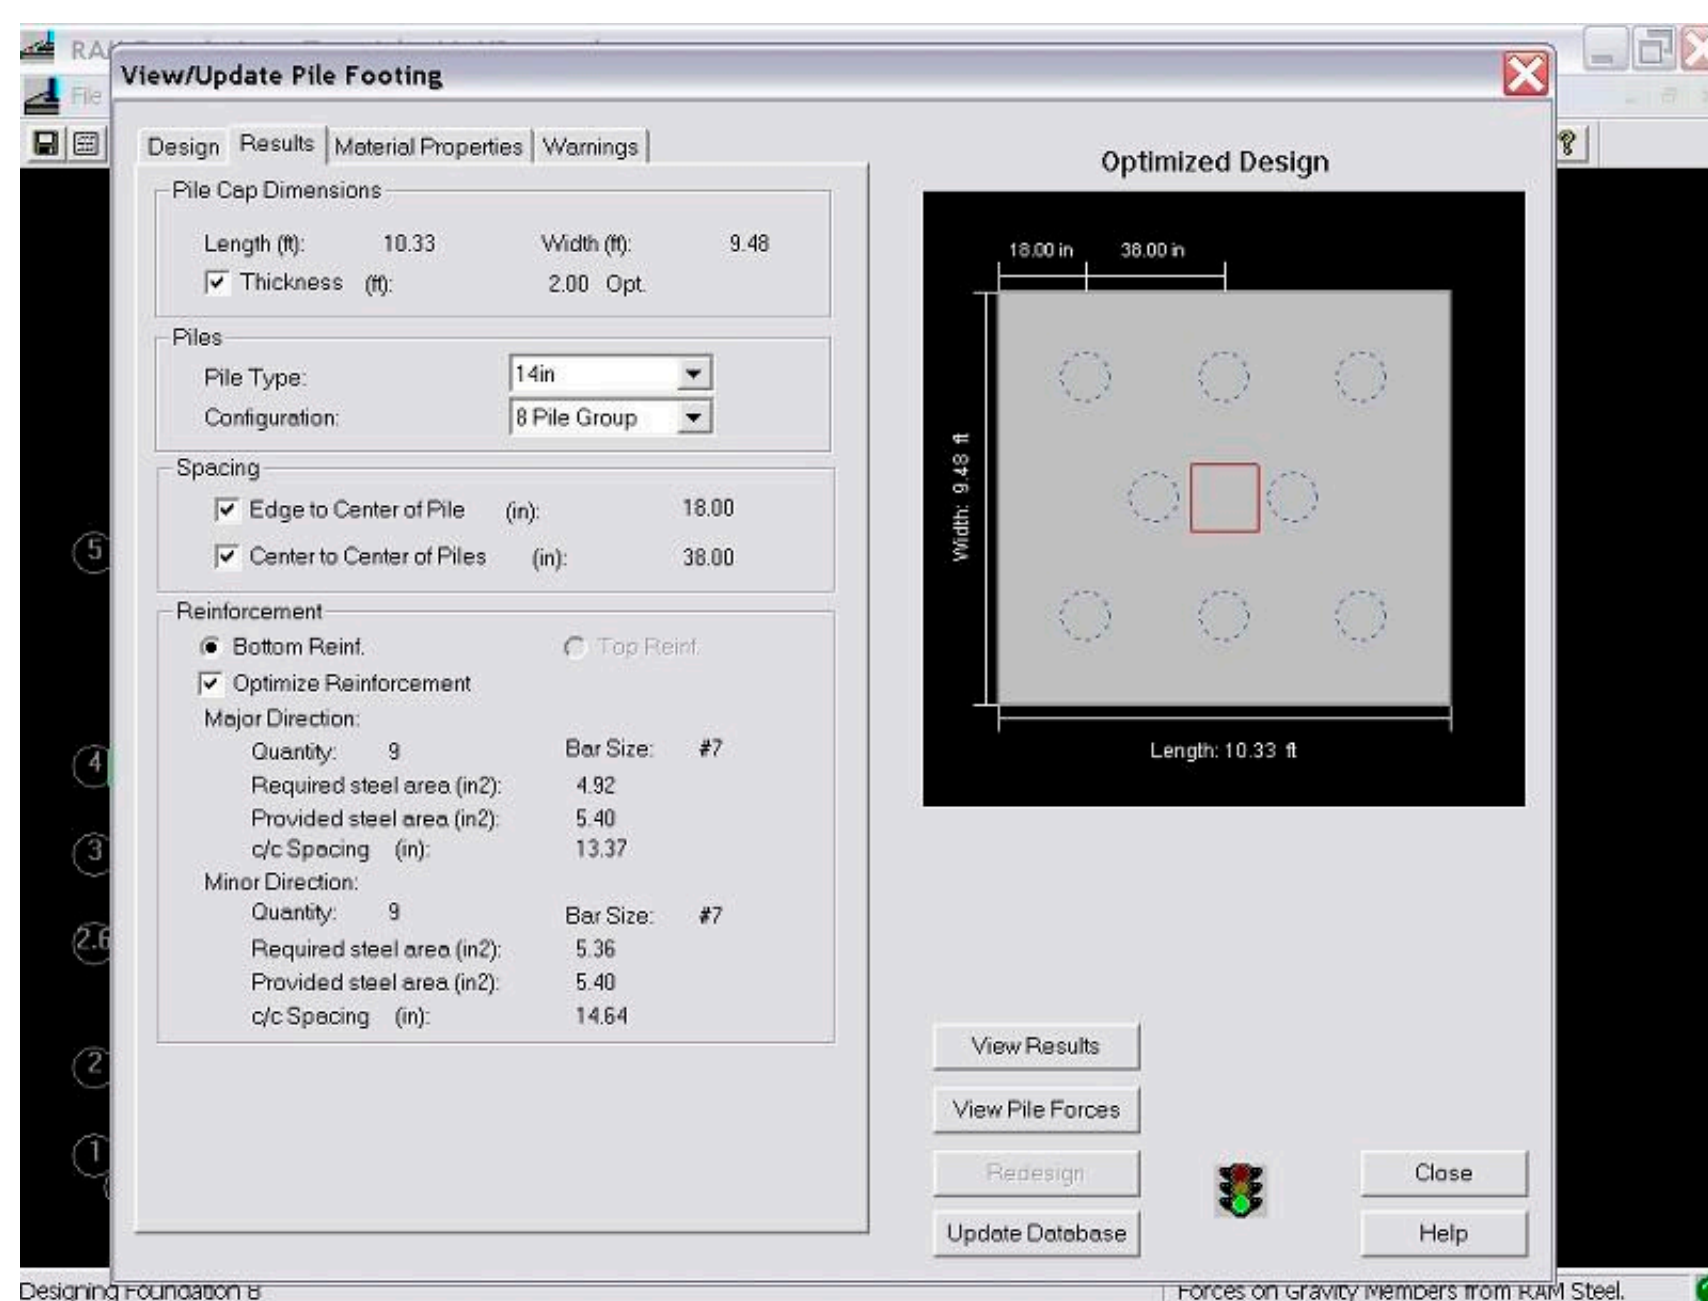 RA
View/Update Pile Footing
File
Design Results Material Properties Warnings
Optimized Design
Pile Cap Dimensions
Length (ft): 10.33 Width (ft): 9.48
Thickness (ft): 2.00 Opt.
Piles
Pile Type: 14in
Configuration: 8 Pile Group
Spacing
Edge to Center of Pile (in): 18.00
Center to Center of Piles (in): 38.00
Reinforcement
Bottom Reinf. Top Reinf.
Optimize Reinforcement
Major Direction:
Quantity: 9 Bar Size: #7
Required steel area (in2): 4.92
Provided steel area (in2): 5.40
c/c Spacing (in): 13.37
Minor Direction:
Quantity: 9 Bar Size: #7
Required steel area (in2): 5.36
Provided steel area (in2): 5.40
c/c Spacing (in): 14.64
18.00 in 38.00 in
Width: 9.48 ft
Length: 10.33 ft
View Results
View Pile Forces
Redesign
Update Database
Close
Help
5
4
3
2.6
2
1
Designing Foundation 8
Forces on Gravity Members from RAM Steel.